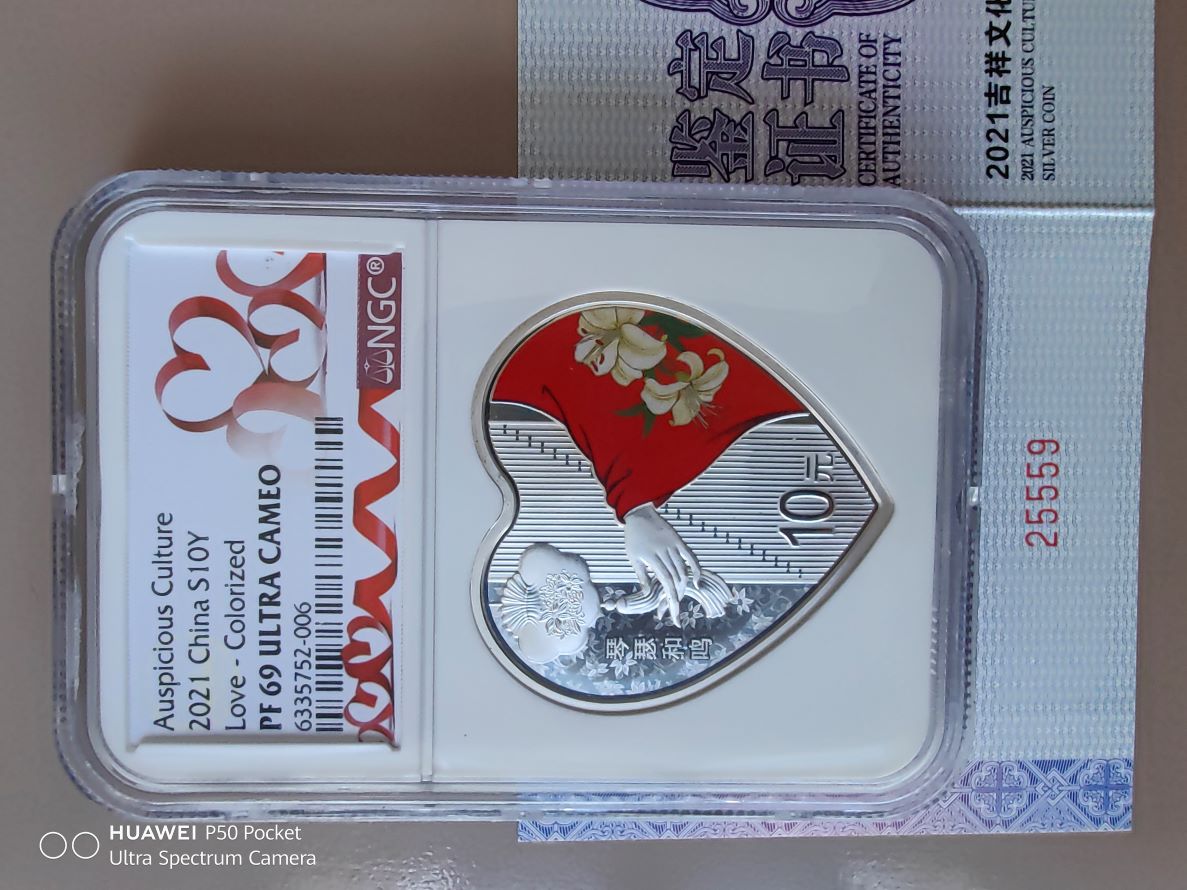 Auspicious Culture
2021 China S10Y
Love - Colorized
PF 69 ULTRA CAMEO
6335752-006
NGC®
10元
琴瑟和鸣
鉴定
证书
CERTIFICATE OF
AUTHENTICITY
2021吉祥文化
2021 AUSPICIOUS CULTU
SILVER COIN
25559
HUAWEI P50 Pocket
Ultra Spectrum Camera